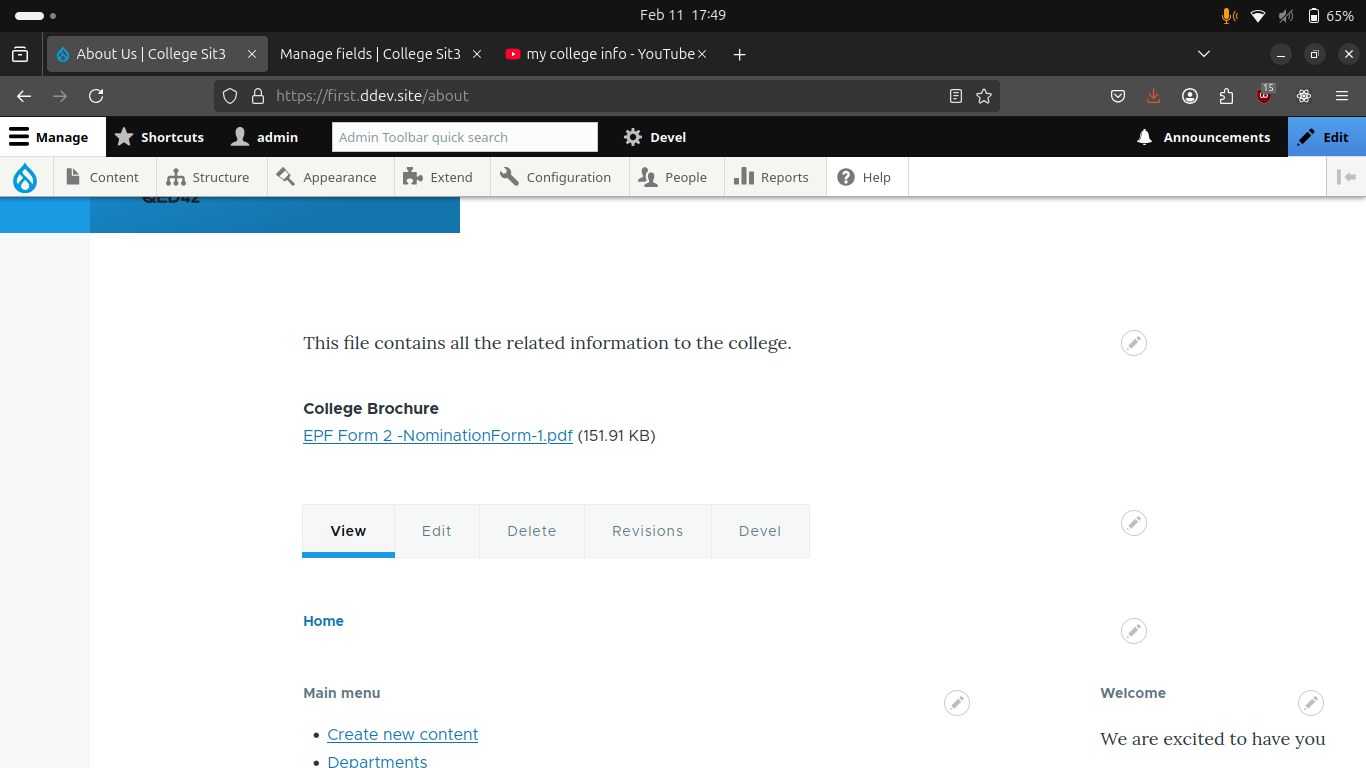 Feb 11 17:49
65%
About Us | College Sit3
Manage fields | College Sit3
my college info - YouTube
https://first.ddev.site/about
15
Manage
Shortcuts
admin
Admin Toolbar quick search
Devel
Announcements
Edit
Content
Structure
Appearance
Extend
Configuration
People
Reports
Help
QED42
This file contains all the related information to the college.
College Brochure
EPF Form 2 -NominationForm-1.pdf (151.91 KB)
View
Edit
Delete
Revisions
Devel
Home
Main menu
Welcome
Create new content
We are excited to have you
Departments